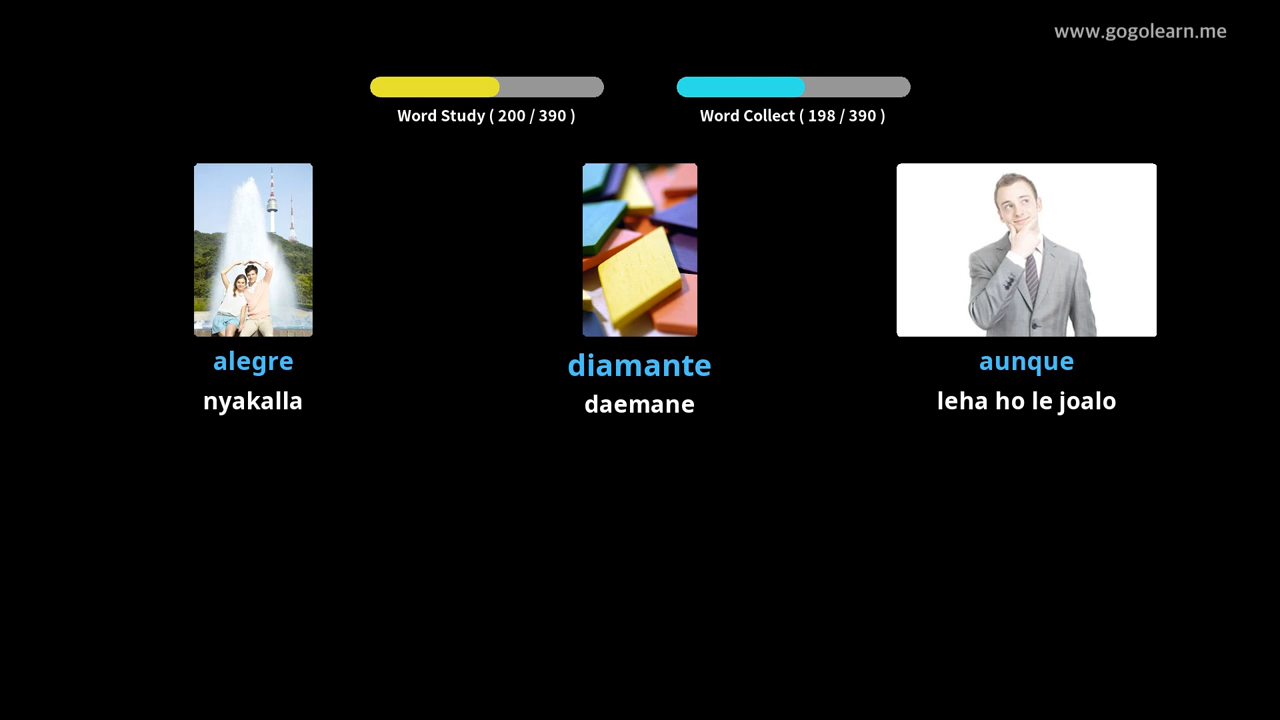 www.gogolearn.me
Word Study ( 200 / 390 )
Word Collect ( 198 / 390 )
alegre
nyakalla
diamante
daemane
aunque
leha ho le joalo